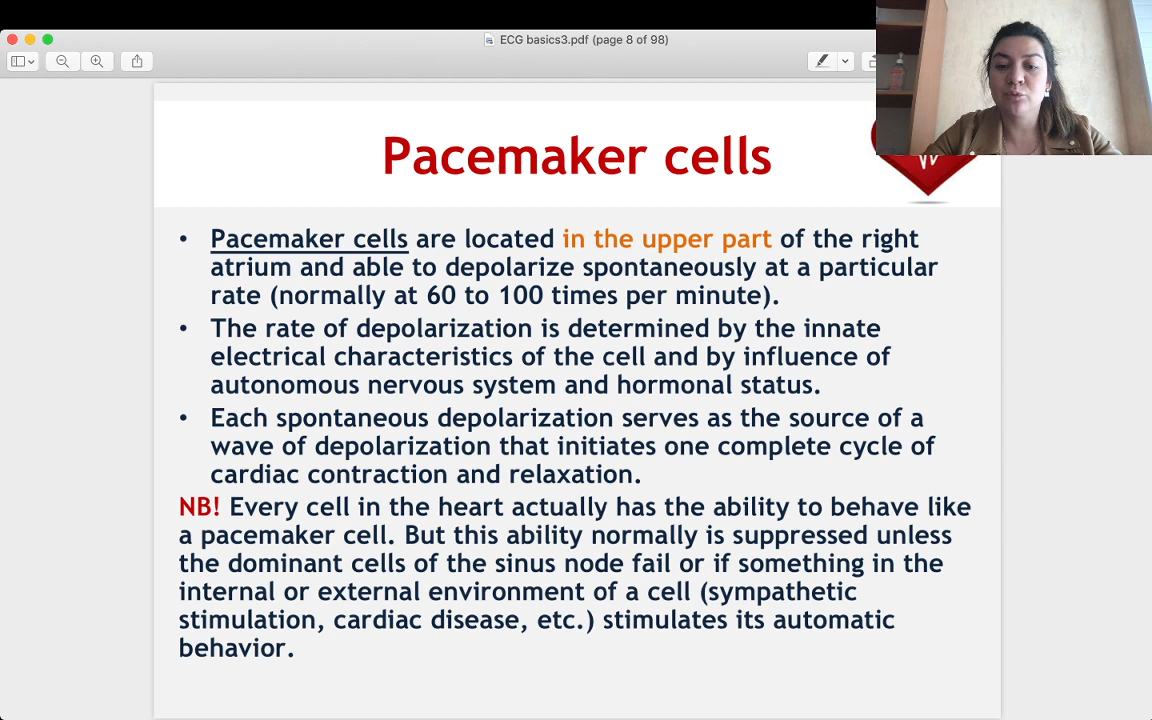 ECG basics3.pdf (page 8 of 98)
Pacemaker cells
• Pacemaker cells are located in the upper part of the right
atrium and able to depolarize spontaneously at a particular
rate (normally at 60 to 100 times per minute).
• The rate of depolarization is determined by the innate
electrical characteristics of the cell and by influence of
autonomous nervous system and hormonal status.
• Each spontaneous depolarization serves as the source of a
wave of depolarization that initiates one complete cycle of
cardiac contraction and relaxation.
NB! Every cell in the heart actually has the ability to behave like
a pacemaker cell. But this ability normally is suppressed unless
the dominant cells of the sinus node fail or if something in the
internal or external environment of a cell (sympathetic
stimulation, cardiac disease, etc.) stimulates its automatic
behavior.